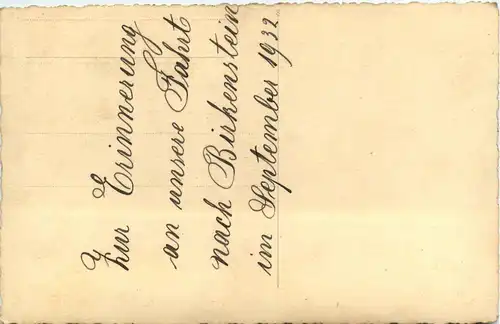 Zur Erinnerung
an unsere Fahrt
nach Birkenstein
im September 1932.